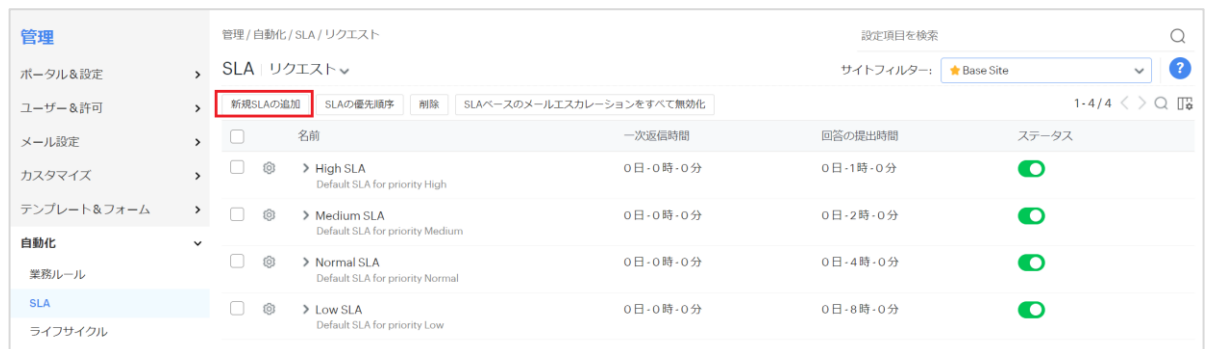 管理
ポータル&設定
ユーザー&許可
メール設定
カスタマイズ
テンプレート&フォーム
自動化
業務ルール
SLA
ライフサイクル
管理 / 自動化 / SLA / リクエスト
設定項目を検索
SLA リクエスト
サイトフィルター: Base Site
?
新規SLAの追加 SLAの優先順序 削除 SLAベースのメールエスカレーションをすべて無効化 1 - 4 / 4
名前 一次返信時間 回答の提出時間 ステータス
High SLA 0日-0時-0分 0日-1時-0分
Default SLA for priority High
Medium SLA 0日-0時-0分 0日-2時-0分
Default SLA for priority Medium
Normal SLA 0日-0時-0分 0日-4時-0分
Default SLA for priority Normal
Low SLA 0日-0時-0分 0日-8時-0分
Default SLA for priority Low